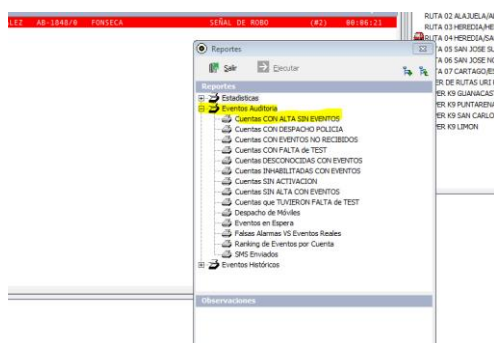 LEZ AB-1848/0 FONSECA SEÑAL DE ROBO (#2) 00:06:21
RUTA 02 ALAJUELA/AL
RUTA 03 HEREDIA/HE
RUTA 04 HEREDIA/SA
TA 05 SAN JOSE SU
TA 06 SAN JOSE NO
TA 07 CARTAGO/ES
ER DE RUTAS URI I
ER K9 GUANACAST
ER K9 PUNTARENA
ER K9 SAN CARLO
ER K9 LIMON
Reportes
Salir Ejecutar
Reportes
Estadisticas
Eventos Auditoria
Cuentas CON ALTA SIN EVENTOS
Cuentas CON DESPACHO POLICIA
Cuentas CON EVENTOS NO RECIBIDOS
Cuentas CON FALTA de TEST
Cuentas DESCONOCIDAS CON EVENTOS
Cuentas INHABILITADAS CON EVENTOS
Cuentas SIN ACTIVACION
Cuentas SIN ALTA CON EVENTOS
Cuentas que TUVIERON FALTA de TEST
Despacho de Móviles
Eventos en Espera
Falsas Alarmas VS Eventos Reales
Ranking de Eventos por Cuenta
SMS Enviados
Eventos Históricos
Observaciones